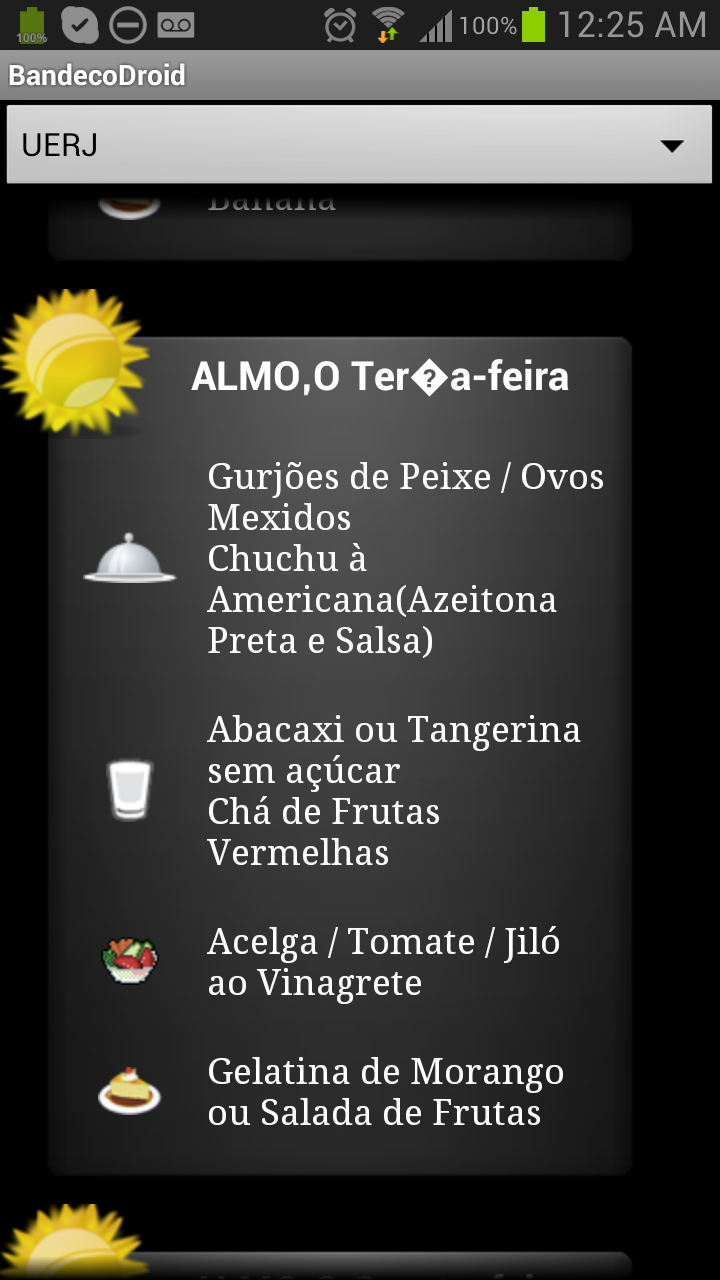 100%
100%
12:25 AM
BandecoDroid
UERJ
Banana
ALMO,O Ter�a-feira
Gurjões de Peixe / Ovos
Mexidos
Chuchu à
Americana(Azeitona
Preta e Salsa)
Abacaxi ou Tangerina
sem açúcar
Chá de Frutas
Vermelhas
Acelga / Tomate / Jiló
ao Vinagrete
Gelatina de Morango
ou Salada de Frutas